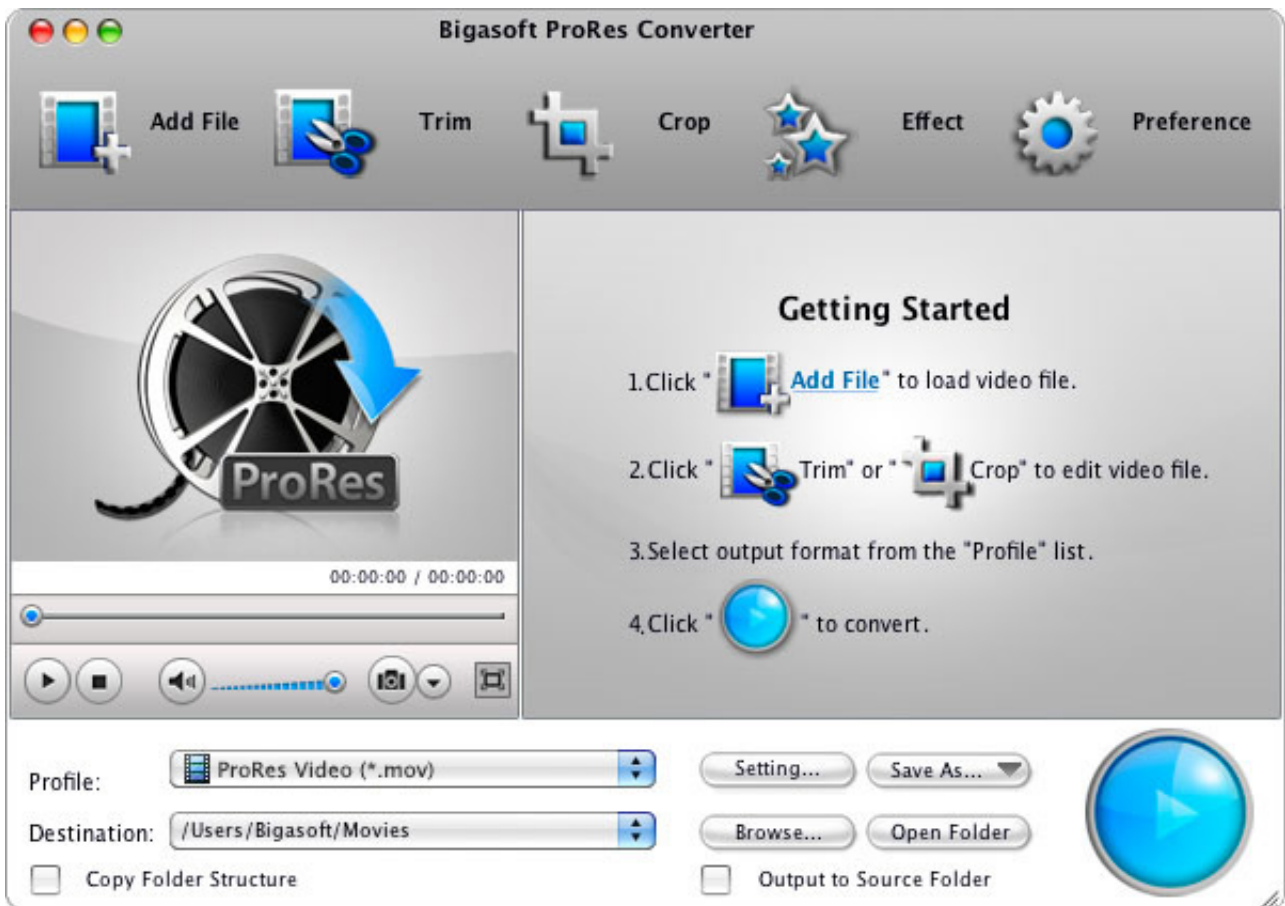 Bigasoft ProRes Converter
Add File Trim Crop Effect Preference
ProRes
00:00:00 / 00:00:00
Getting Started
1.Click " Add File" to load video file.
2.Click " Trim" or " Crop" to edit video file.
3.Select output format from the "Profile" list.
4.Click " " to convert.
Profile: ProRes Video (*.mov) Setting... Save As...
Destination: /Users/Bigasoft/Movies Browse... Open Folder
Copy Folder Structure Output to Source Folder